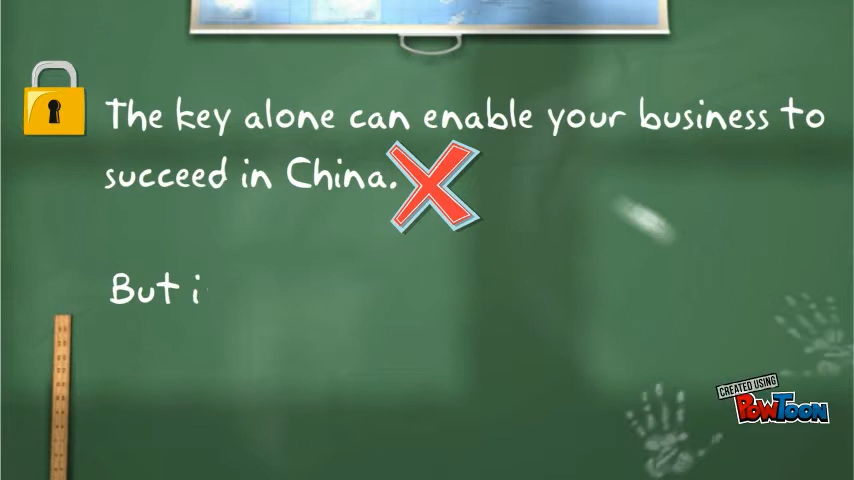 The key alone can enable your business to
succeed in China.
But i
CREATED USING
POWTOON